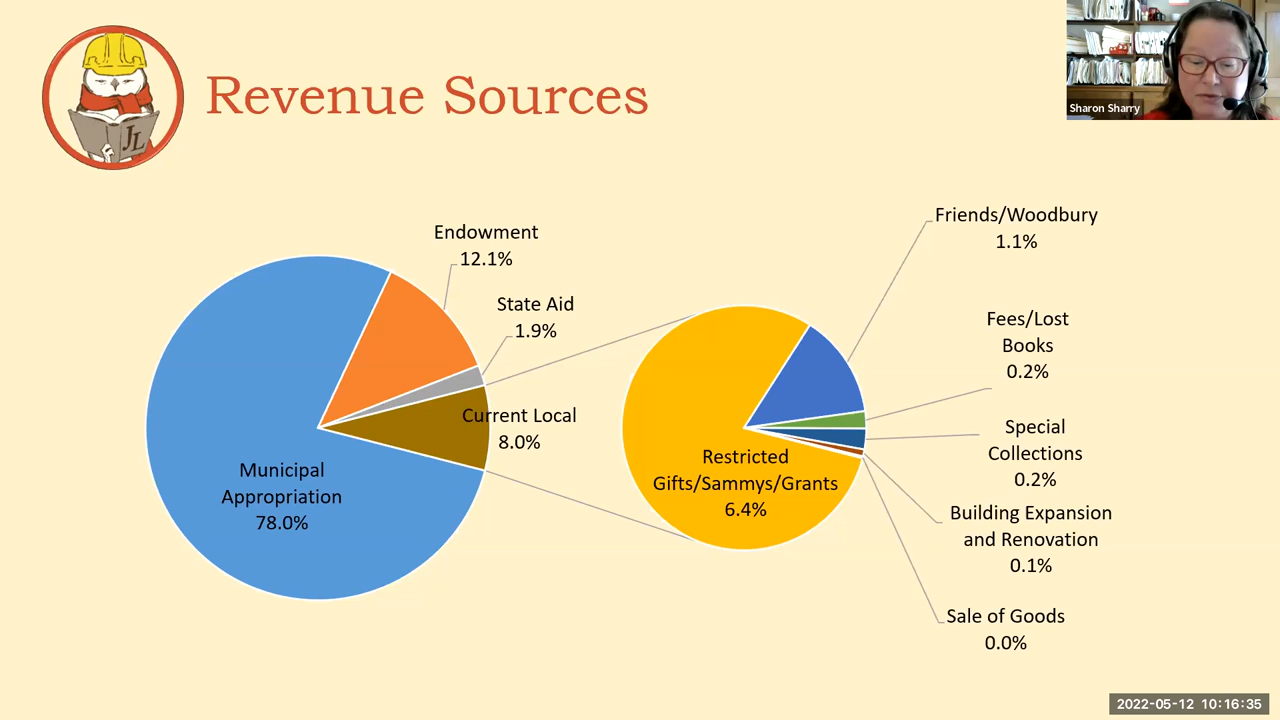 JL
Revenue Sources
Sharon Sharry
Endowment
12.1%
State Aid
1.9%
Current Local
8.0%
Municipal
Appropriation
78.0%
Restricted
Gifts/Sammys/Grants
6.4%
Friends/Woodbury
1.1%
Fees/Lost
Books
0.2%
Special
Collections
0.2%
Building Expansion
and Renovation
0.1%
Sale of Goods
0.0%
2022-05-12 10:16:35